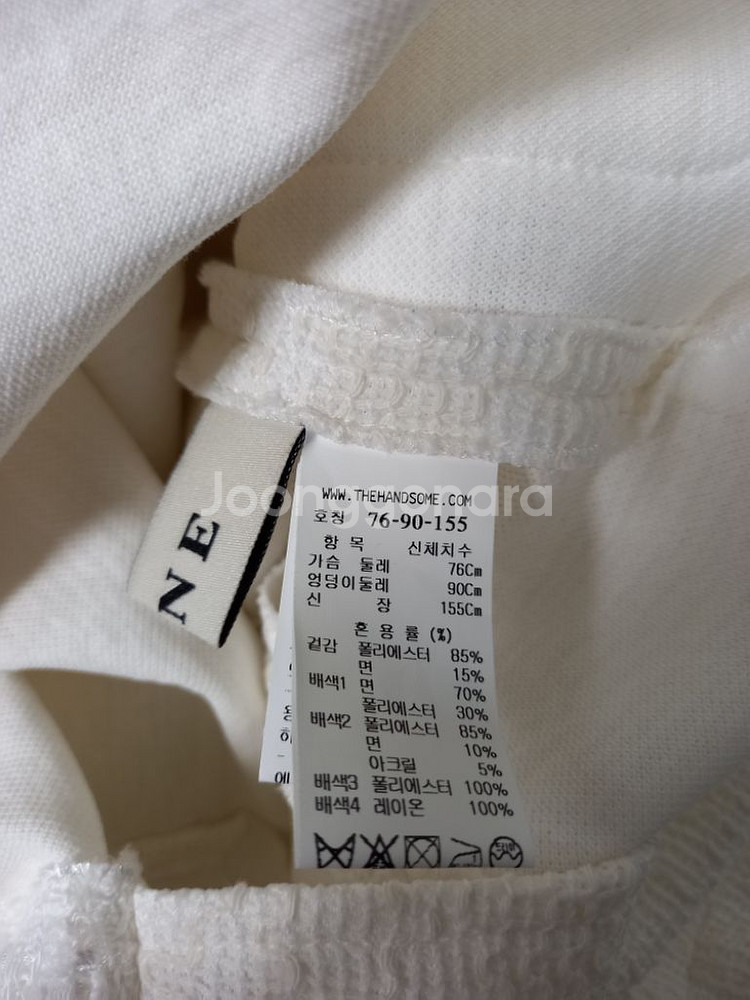 Joonggonara
WWW.THEHANDSOME.COM
호칭 76-90-155
항 목 신체치수
가슴 둘레 76Cm
엉덩이둘레 90Cm
신 장 155Cm
혼 용 률 (%)
겉감 폴리에스터 85%
면 15%
배색1 면 70%
폴리에스터 30%
배색2 폴리에스터 85%
면 10%
아크릴 5%
배색3 폴리에스터 100%
배색4 레이온 100%
NE